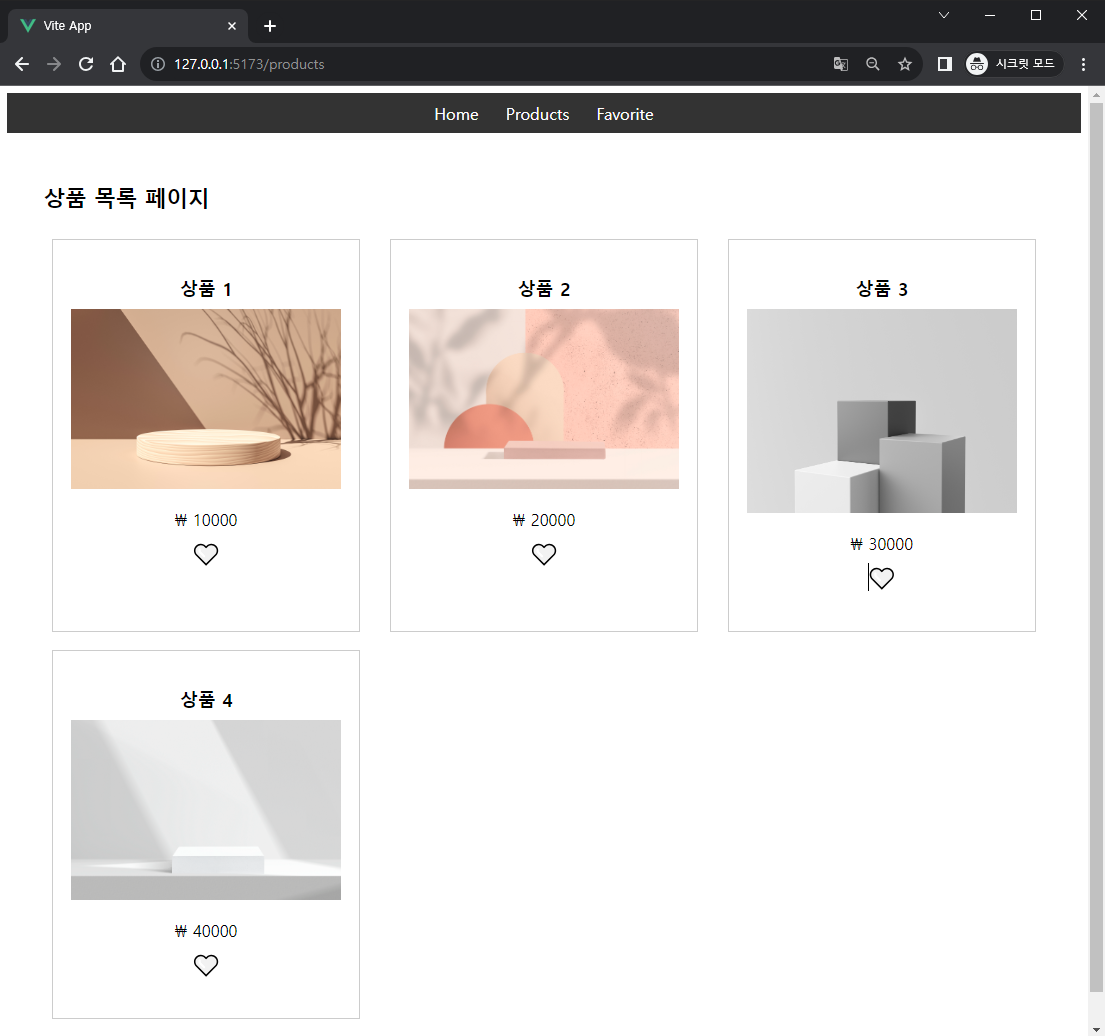 Vite App
127.0.0.1:5173/products
시크릿 모드
Home Products Favorite
상품 목록 페이지
상품 1
₩ 10000
상품 2
₩ 20000
상품 3
₩ 30000
상품 4
₩ 40000